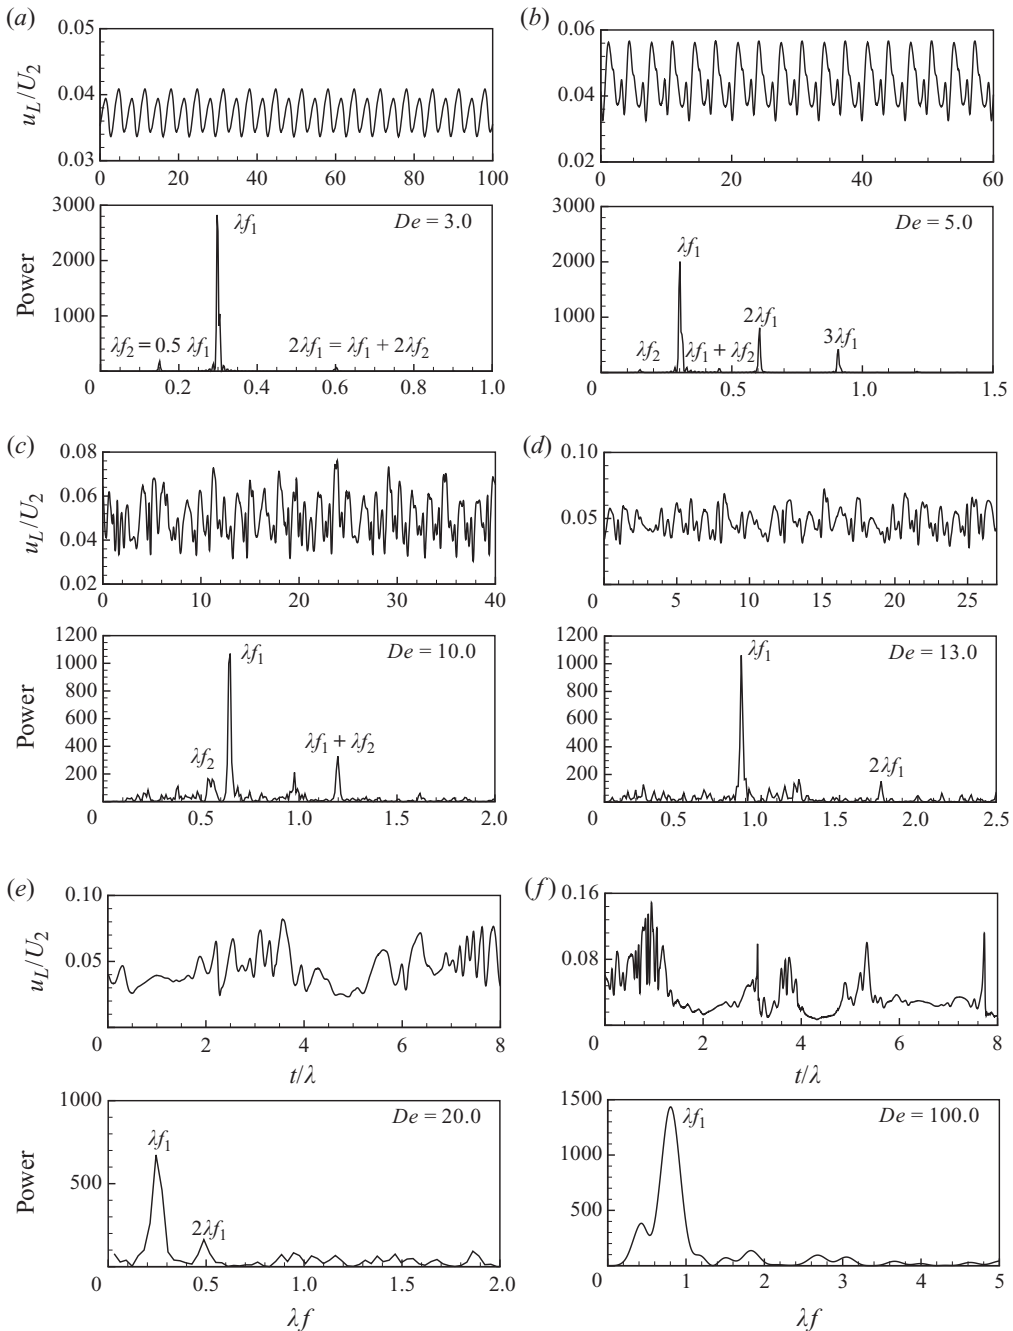 (a)
(b)
u_L/U_2
0.05
0.04
0.03
0 20 40 60 80 100
0.06
0.04
0.02
0 10 20 30 40 50 60
Power
3000
2000
1000
0 0.2 0.4 0.6 0.8 1.0
De = 3.0
λf_1
λf_2 = 0.5 λf_1
2λf_1 = λf_1 + 2λf_2
3000
2000
1000
0 0.5 1.0 1.5
De = 5.0
λf_1
2λf_1
3λf_1
λf_2
λf_1 + λf_2
(c)
(d)
u_L/U_2
0.08
0.06
0.04
0.02
0 10 20 30 40
0.10
0.05
0 5 10 15 20 25
Power
1200
1000
800
600
400
200
0 0.5 1.0 1.5 2.0
De = 10.0
λf_1
λf_2
λf_1 + λf_2
1200
1000
800
600
400
200
0 0.5 1.0 1.5 2.0 2.5
De = 13.0
λf_1
2λf_1
(e)
(f)
u_L/U_2
0.10
0.05
0 2 4 6 8
t/λ
0.16
0.08
0 2 4 6 8
t/λ
Power
1000
500
0 0.5 1.0 1.5 2.0
De = 20.0
λf_1
2λf_1
λf
1500
1000
500
0 1 2 3 4 5
De = 100.0
λf_1
λf